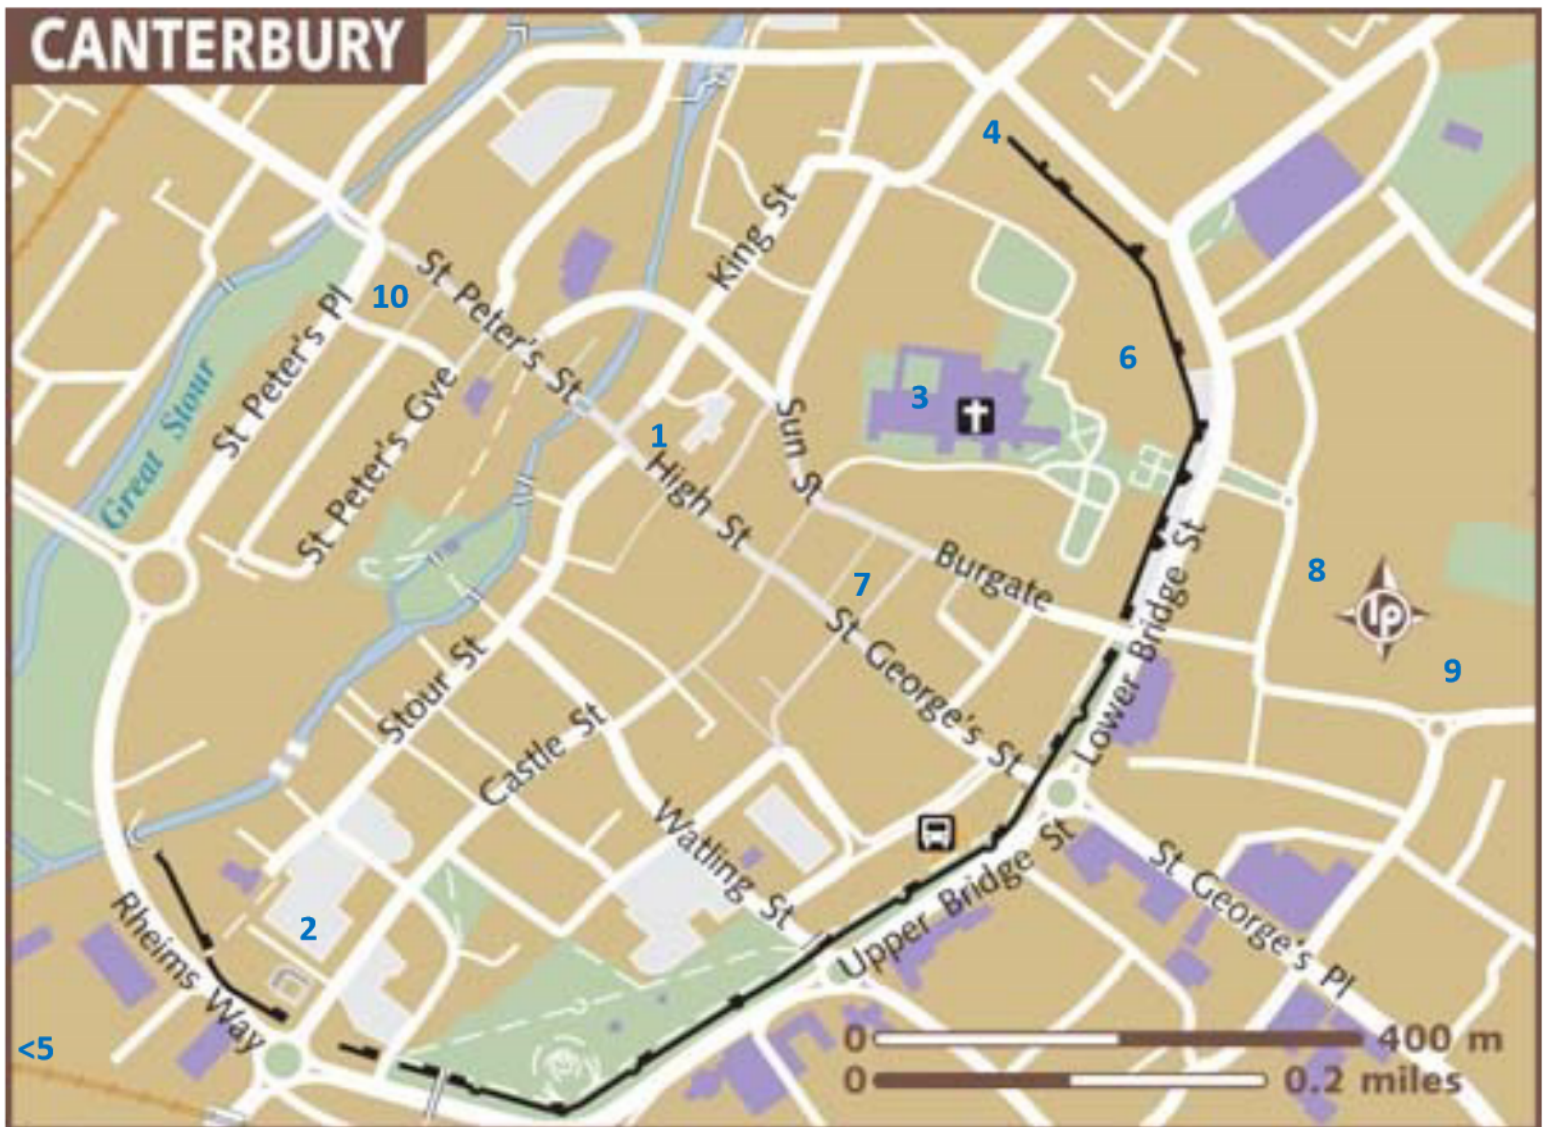 CANTERBURY
4
King St
10
St Peter's St
6
St Peter's Pl
3
Great Stour
St Peter's Gve
Sun St
1
High St
Burgate
7
8
Lower Bridge St
lp
St George's St
9
Stour St
Castle St
Watling St
Upper Bridge St
St George's Pl
Rheims Way
2
<5
0 400 m
0 0.2 miles